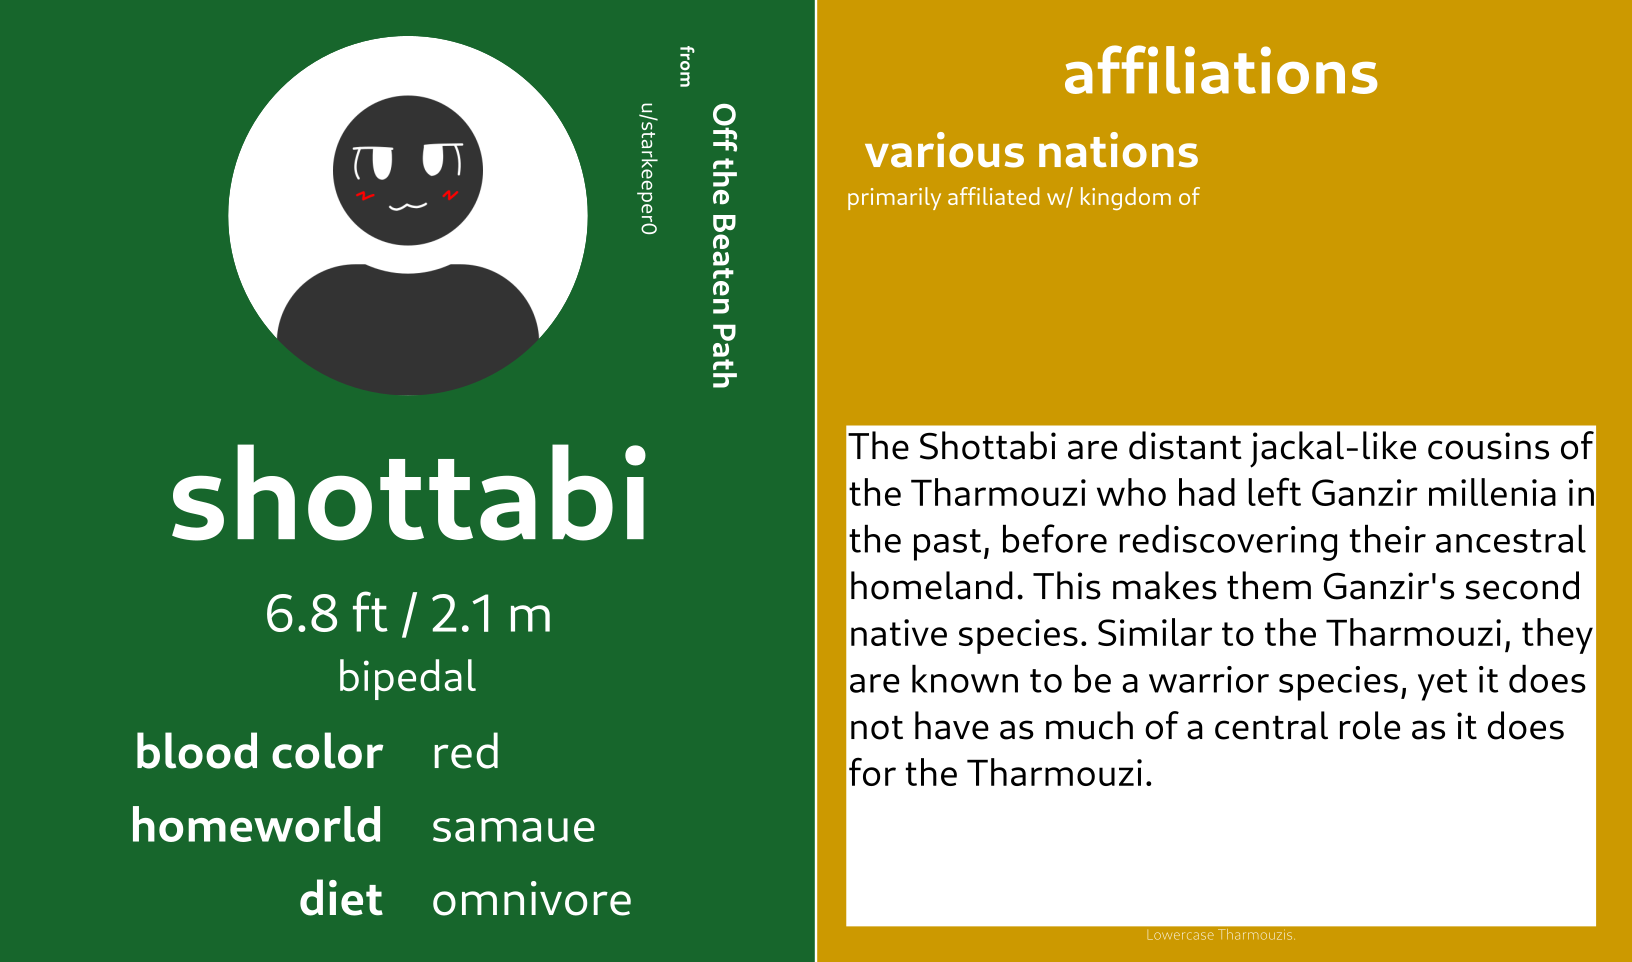 from
Off the Beaten Path
u/starkeeper0
shottabi
6.8 ft / 2.1 m
bipedal
blood color red
homeworld samaue
diet omnivore
affiliations
various nations
primarily affiliated w/ kingdom of
The Shottabi are distant jackal-like cousins of
the Tharmouzi who had left Ganzir millenia in
the past, before rediscovering their ancestral
homeland. This makes them Ganzir's second
native species. Similar to the Tharmouzi, they
are known to be a warrior species, yet it does
not have as much of a central role as it does
for the Tharmouzi.
Lowercase Tharmouzis.